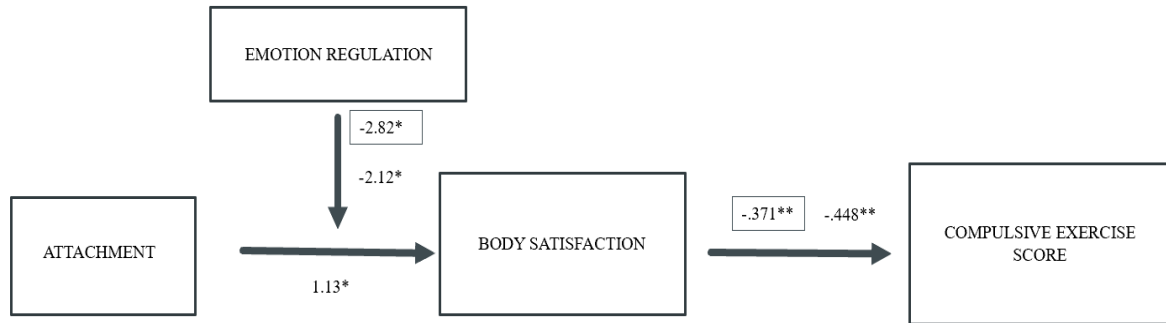 EMOTION REGULATION
-2.82*
-2.12*
ATTACHMENT
1.13*
BODY SATISFACTION
-.371** -.448**
COMPULSIVE EXERCISE
SCORE